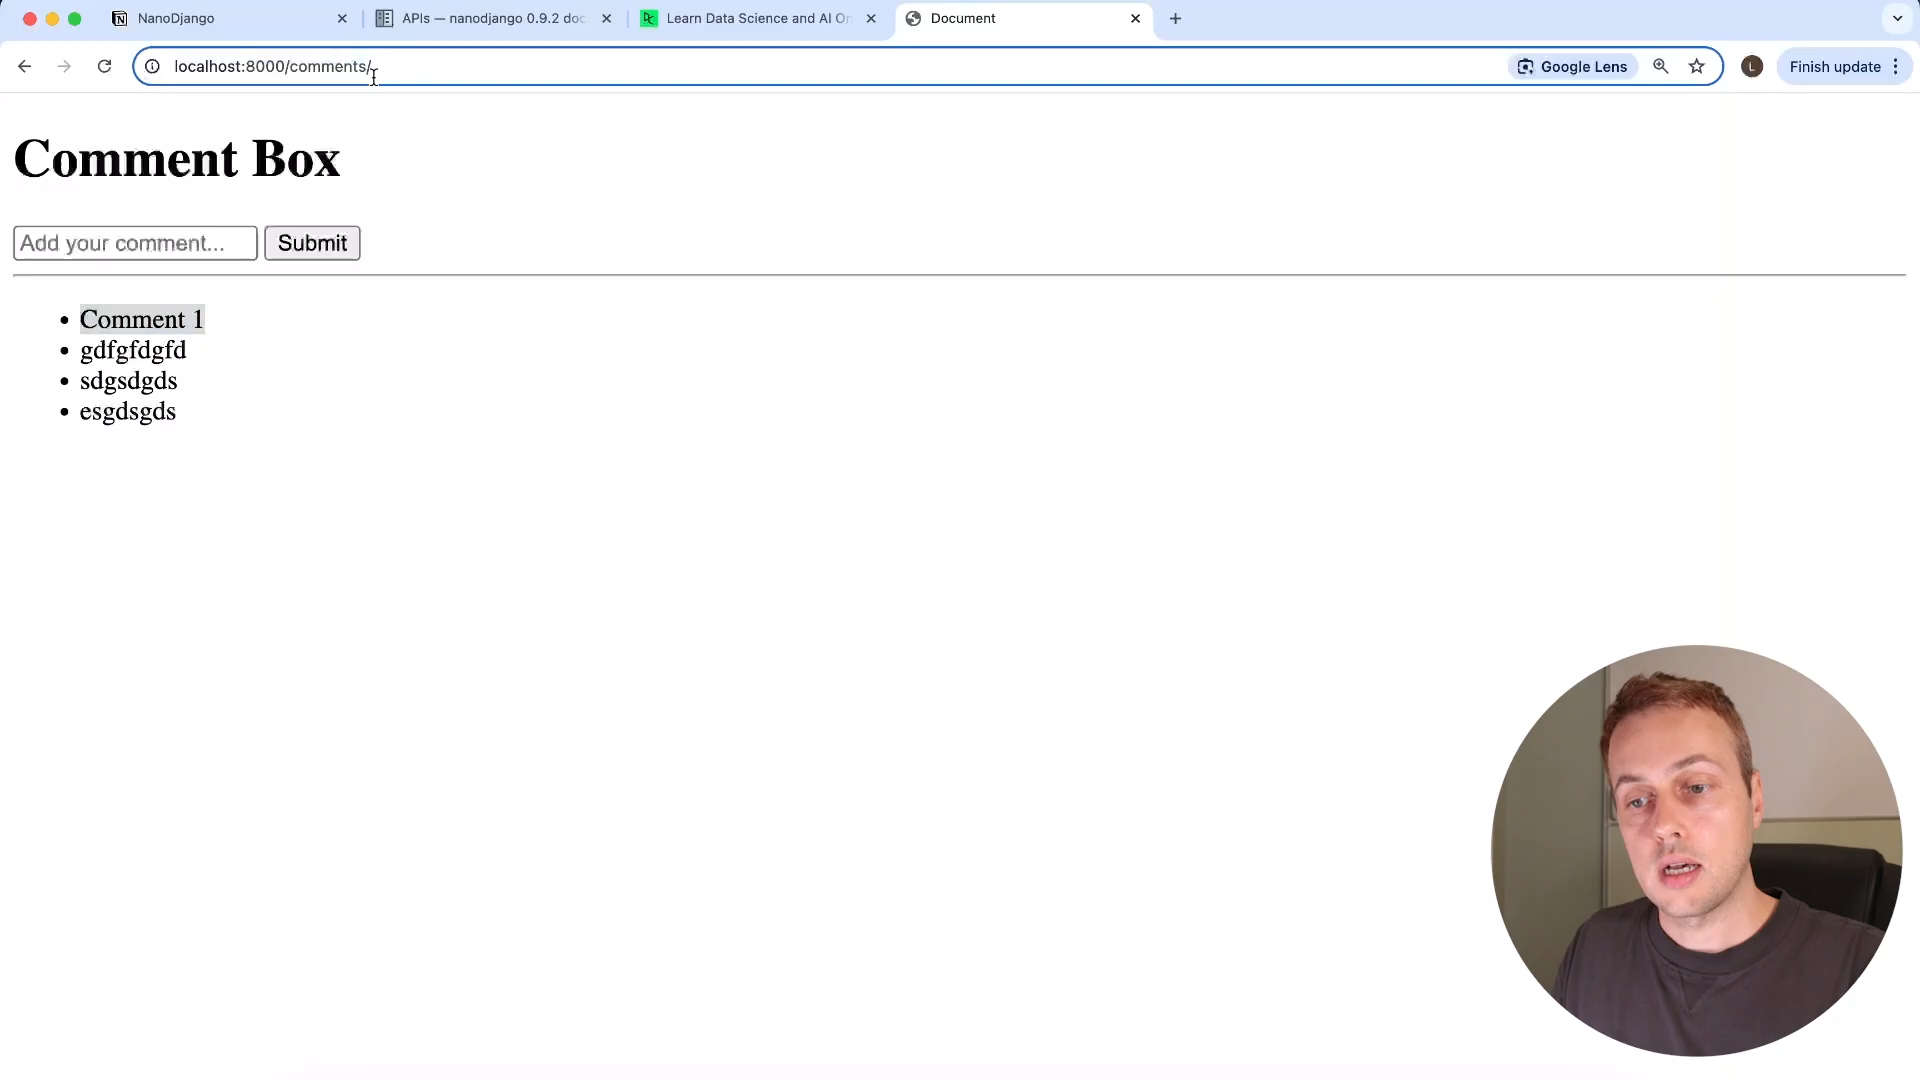 NanoDjango
APIs — nanodjango 0.9.2 doc
Learn Data Science and AI On
Document
localhost:8000/comments/
Google Lens
L
Finish update
Comment Box
Add your comment...
Submit
Comment 1
gdfgfdgfd
sdgsdgds
esgdsgds